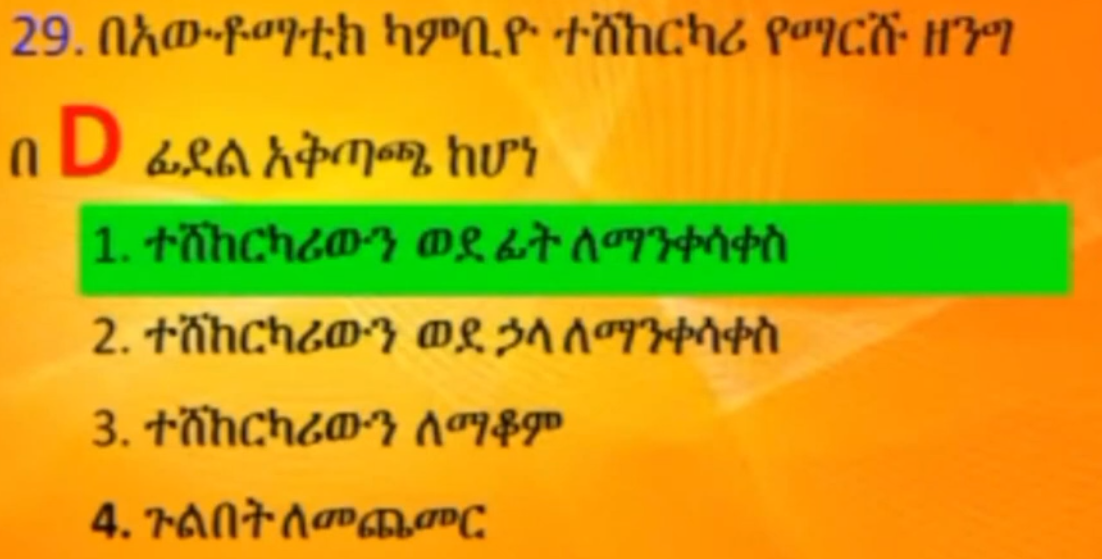 29. በአውቶማቲክ ካምቢዮ ተሽከርካሪ የማርሹ ዘንግ
በ D ፊደል አቅጣጫ ከሆነ
1. ተሽከርካሪውን ወደ ፊት ለማንቀሳቀስ
2. ተሽከርካሪውን ወደ ኃላ ለማንቀሳቀስ
3. ተሽከርካሪውን ለማቆም
4. ጉልበት ለመጨመር